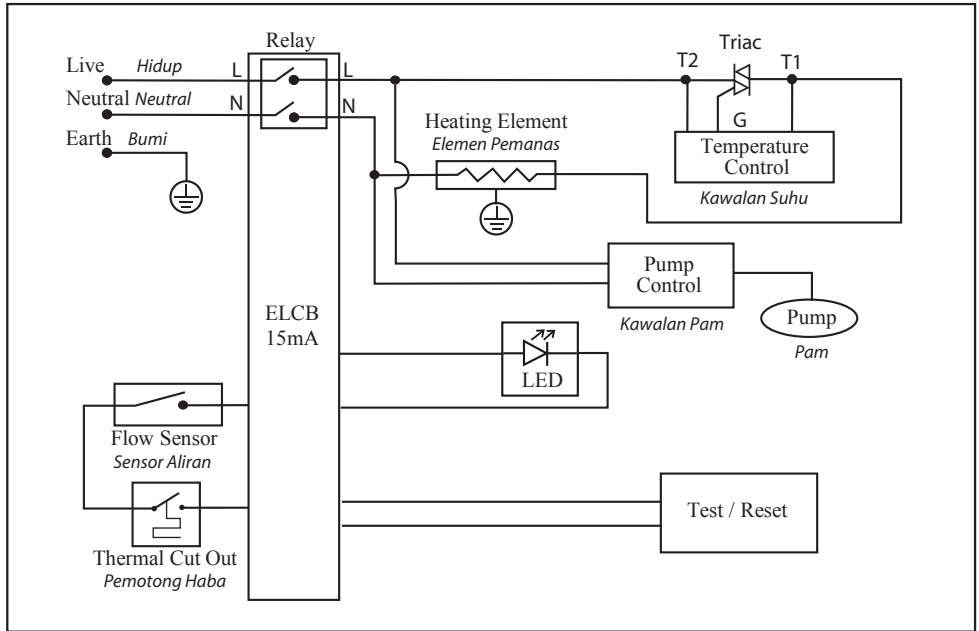 Relay
Live Hidup
L
L
Neutral Neutral
N
N
Earth Bumi
Triac
T2
T1
G
Temperature
Control
Kawalan Suhu
Heating Element
Elemen Pemanas
Pump
Control
Kawalan Pam
Pump
Pam
ELCB
15mA
LED
Flow Sensor
Sensor Aliran
Thermal Cut Out
Pemotong Haba
Test / Reset